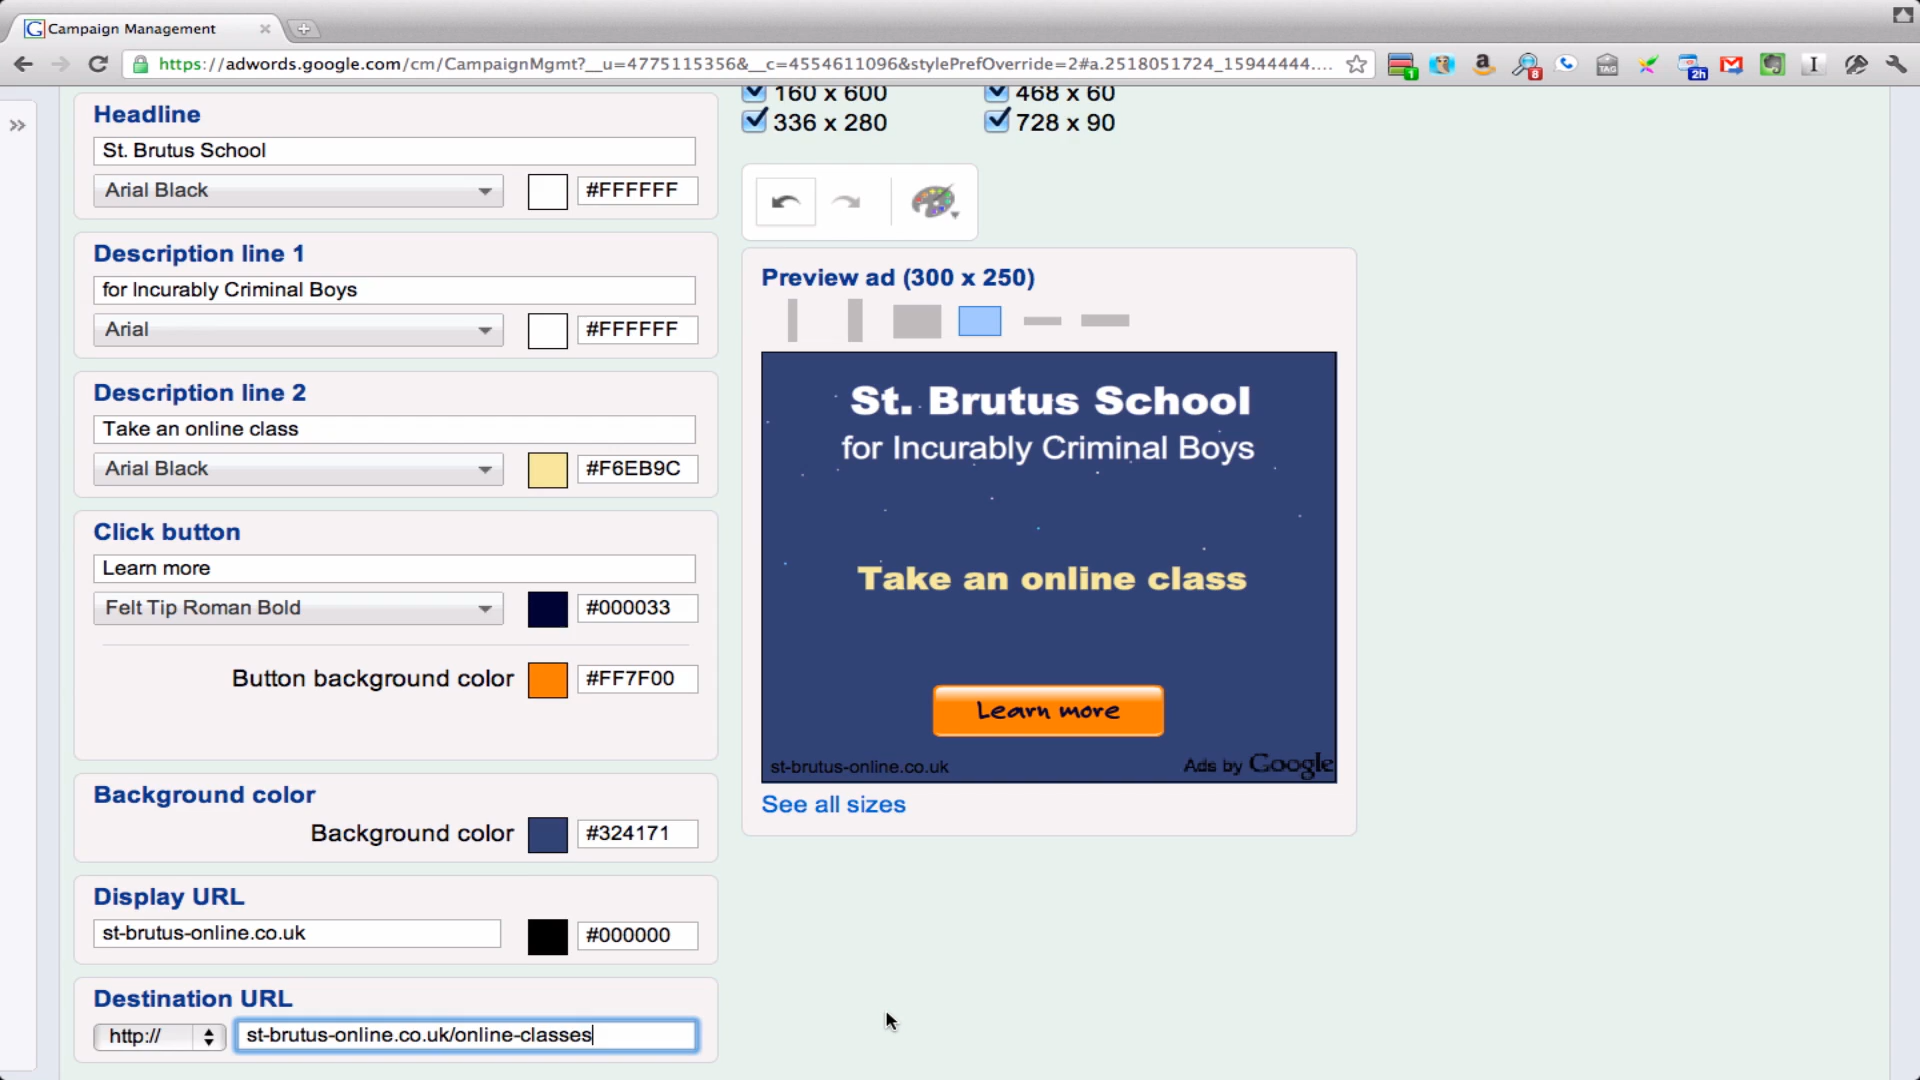 Campaign Management
https://adwords.google.com/cm/CampaignMgmt?__u=4775115356&__c=4554611096&stylePrefOverride=2#a.2518051724_15944444....
1
8
TAG
2h
Headline
St. Brutus School
Arial Black
#FFFFFF
Description line 1
for Incurably Criminal Boys
Arial
#FFFFFF
Description line 2
Take an online class
Arial Black
#F6EB9C
Click button
Learn more
Felt Tip Roman Bold
#000033
Button background color
#FF7F00
Background color
Background color
#324171
Display URL
st-brutus-online.co.uk
#000000
Destination URL
http://
st-brutus-online.co.uk/online-classes
160 x 600
468 x 60
336 x 280
728 x 90
Preview ad (300 x 250)
St. Brutus School
for Incurably Criminal Boys
Take an online class
Learn more
st-brutus-online.co.uk
Ads by Google
See all sizes